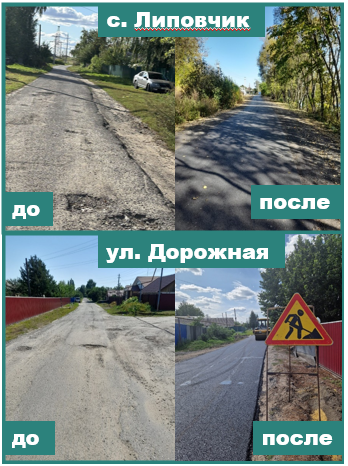 с. Липовчик
до
после
ул. Дорожная
до
после